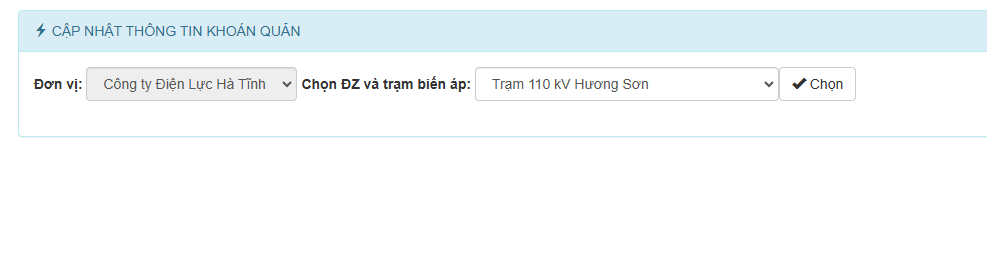 CẬP NHẬT THÔNG TIN KHOÁN QUẢN
Đơn vị: Công ty Điện Lực Hà Tĩnh Chọn ĐZ và trạm biến áp: Trạm 110 kV Hương Sơn Chọn